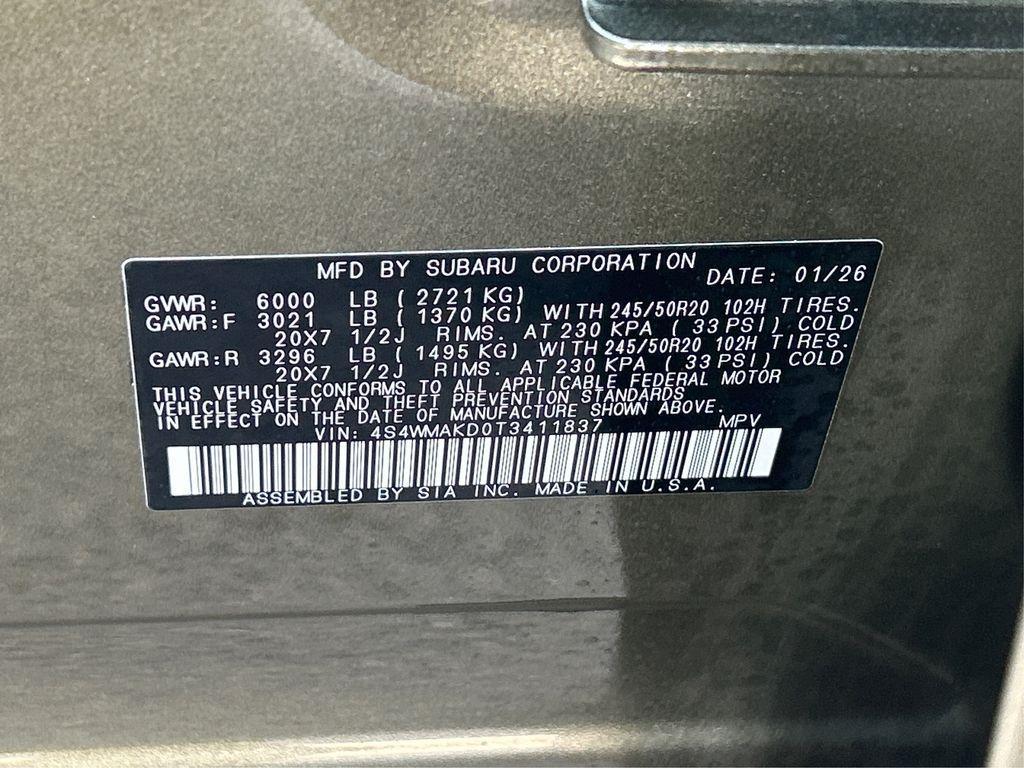 MFD BY SUBARU CORPORATION DATE: 01/26
GVWR: 6000 LB ( 2721 KG)
GAWR:F 3021 LB ( 1370 KG) WITH 245/50R20 102H TIRES.
20X7 1/2J RIMS. AT 230 KPA ( 33 PSI) COLD
GAWR:R 3296 LB ( 1495 KG) WITH 245/50R20 102H TIRES.
20X7 1/2J RIMS. AT 230 KPA ( 33 PSI) COLD
THIS VEHICLE CONFORMS TO ALL APPLICABLE FEDERAL MOTOR
VEHICLE SAFETY AND THEFT PREVENTION STANDARDS
IN EFFECT ON THE DATE OF MANUFACTURE SHOWN ABOVE.
VIN: 4S4WMAKD0T3411837 MPV
ASSEMBLED BY SIA INC. MADE IN U.S.A.